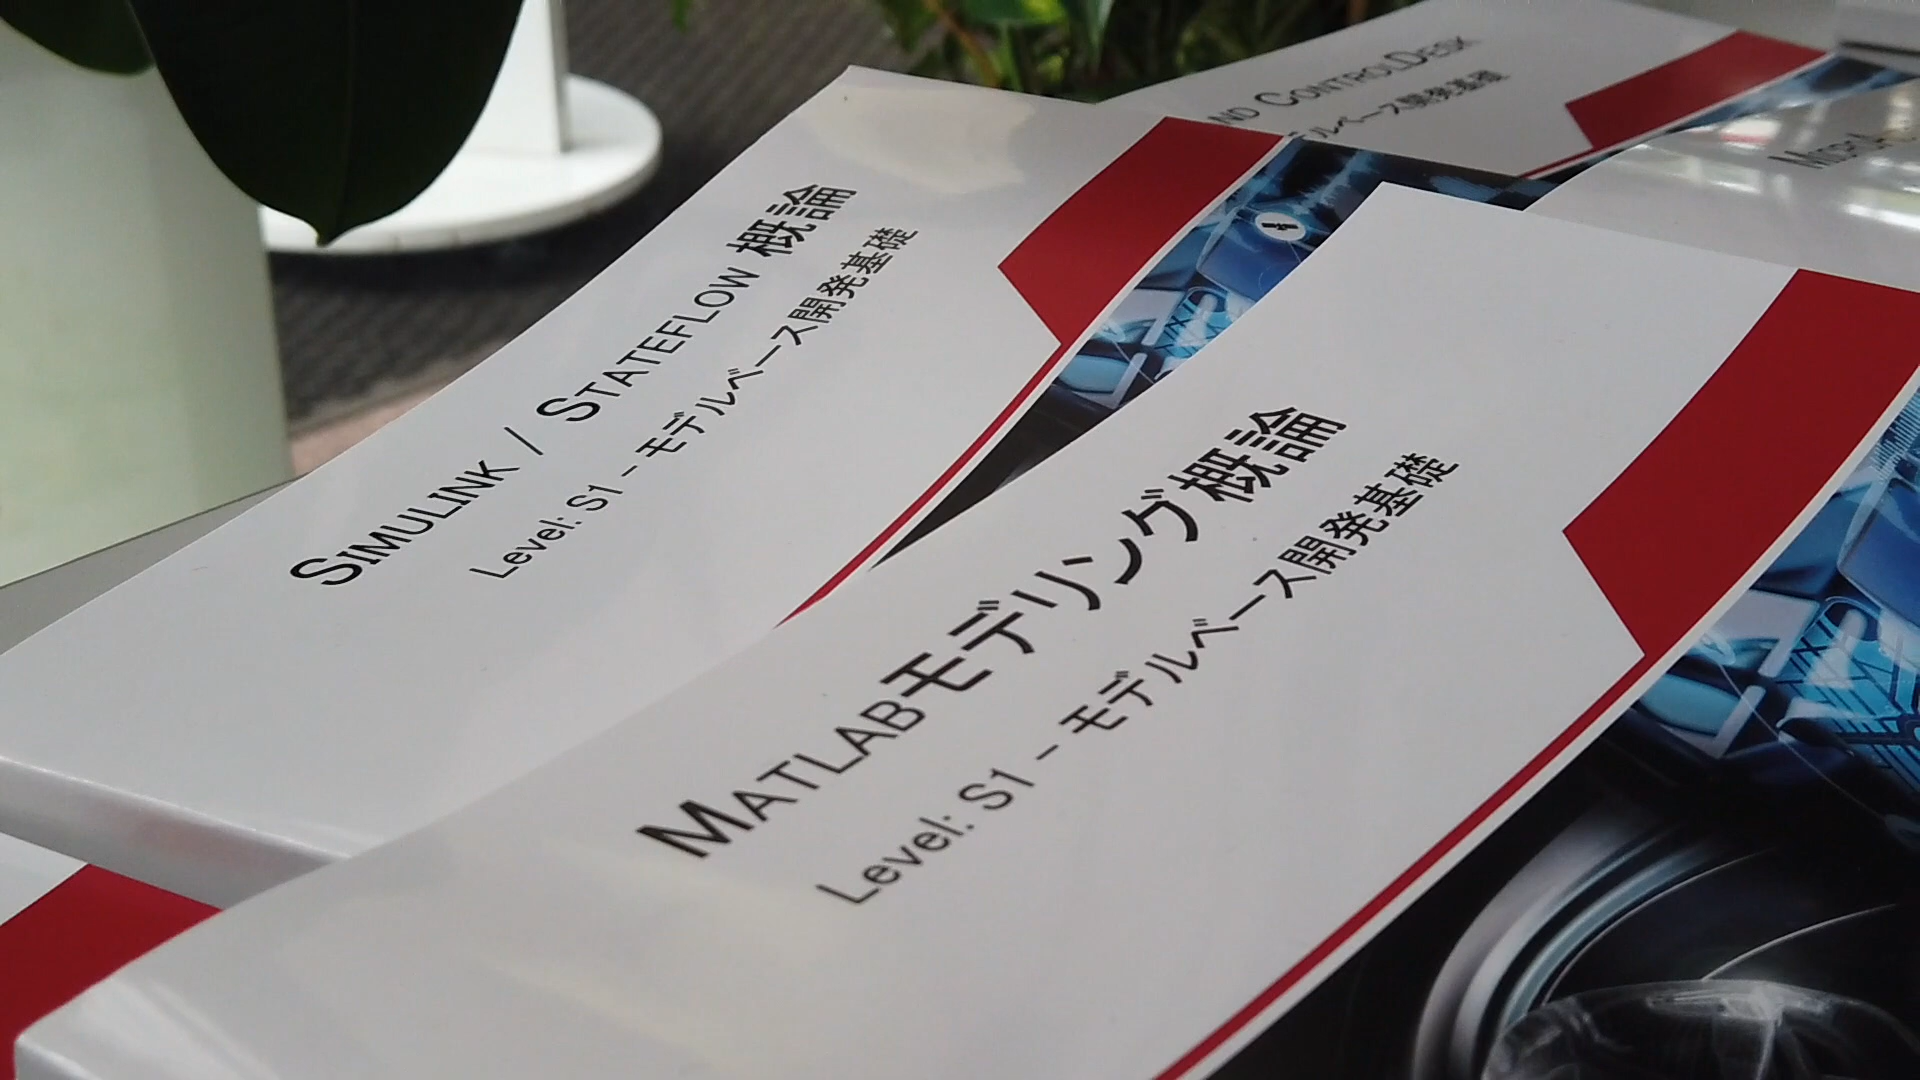 SIMULINK / STATEFLOW 概論
Level: S1 - モデルベース開発基礎
MATLABモデリング概論
Level: S1 - モデルベース開発基礎
ND CONTROLDESK
ルベース開発基礎